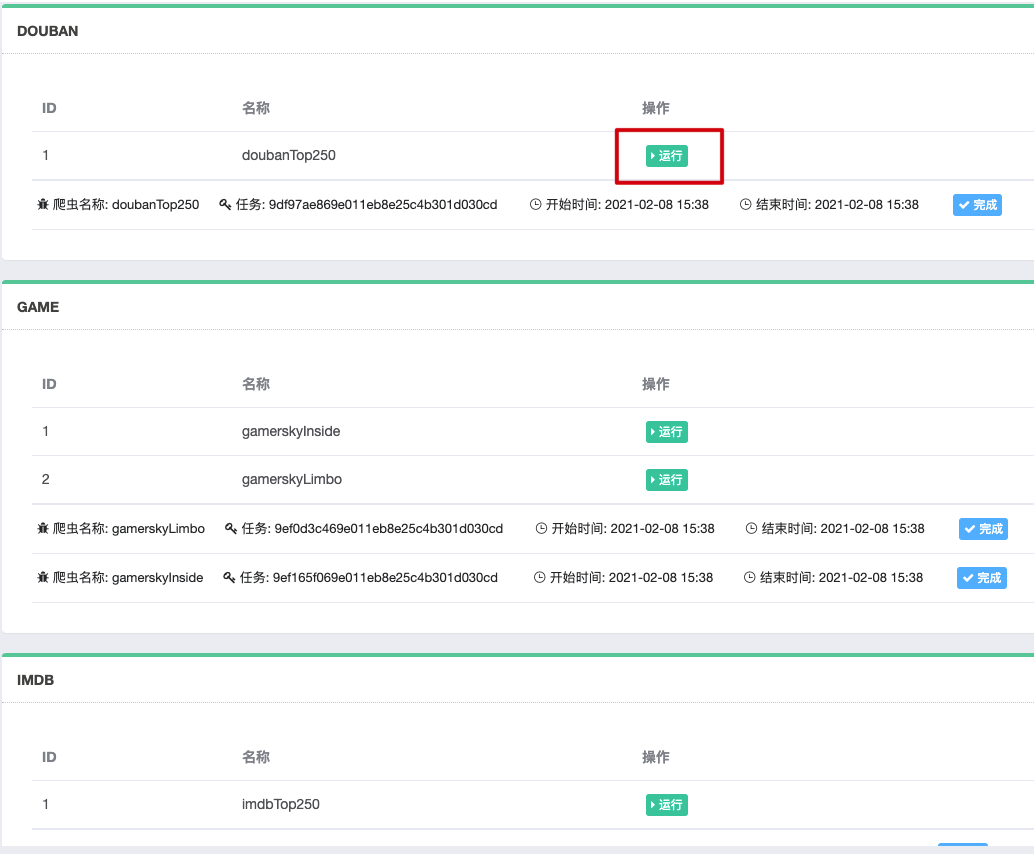 DOUBAN
ID 名称 操作
1 doubanTop250 运行
爬虫名称: doubanTop250 任务: 9df97ae869e011eb8e25c4b301d030cd 开始时间: 2021-02-08 15:38 结束时间: 2021-02-08 15:38 完成
GAME
ID 名称 操作
1 gamerskyInside 运行
2 gamerskyLimbo 运行
爬虫名称: gamerskyLimbo 任务: 9ef0d3c469e011eb8e25c4b301d030cd 开始时间: 2021-02-08 15:38 结束时间: 2021-02-08 15:38 完成
爬虫名称: gamerskyInside 任务: 9ef165f069e011eb8e25c4b301d030cd 开始时间: 2021-02-08 15:38 结束时间: 2021-02-08 15:38 完成
IMDB
ID 名称 操作
1 imdbTop250 运行